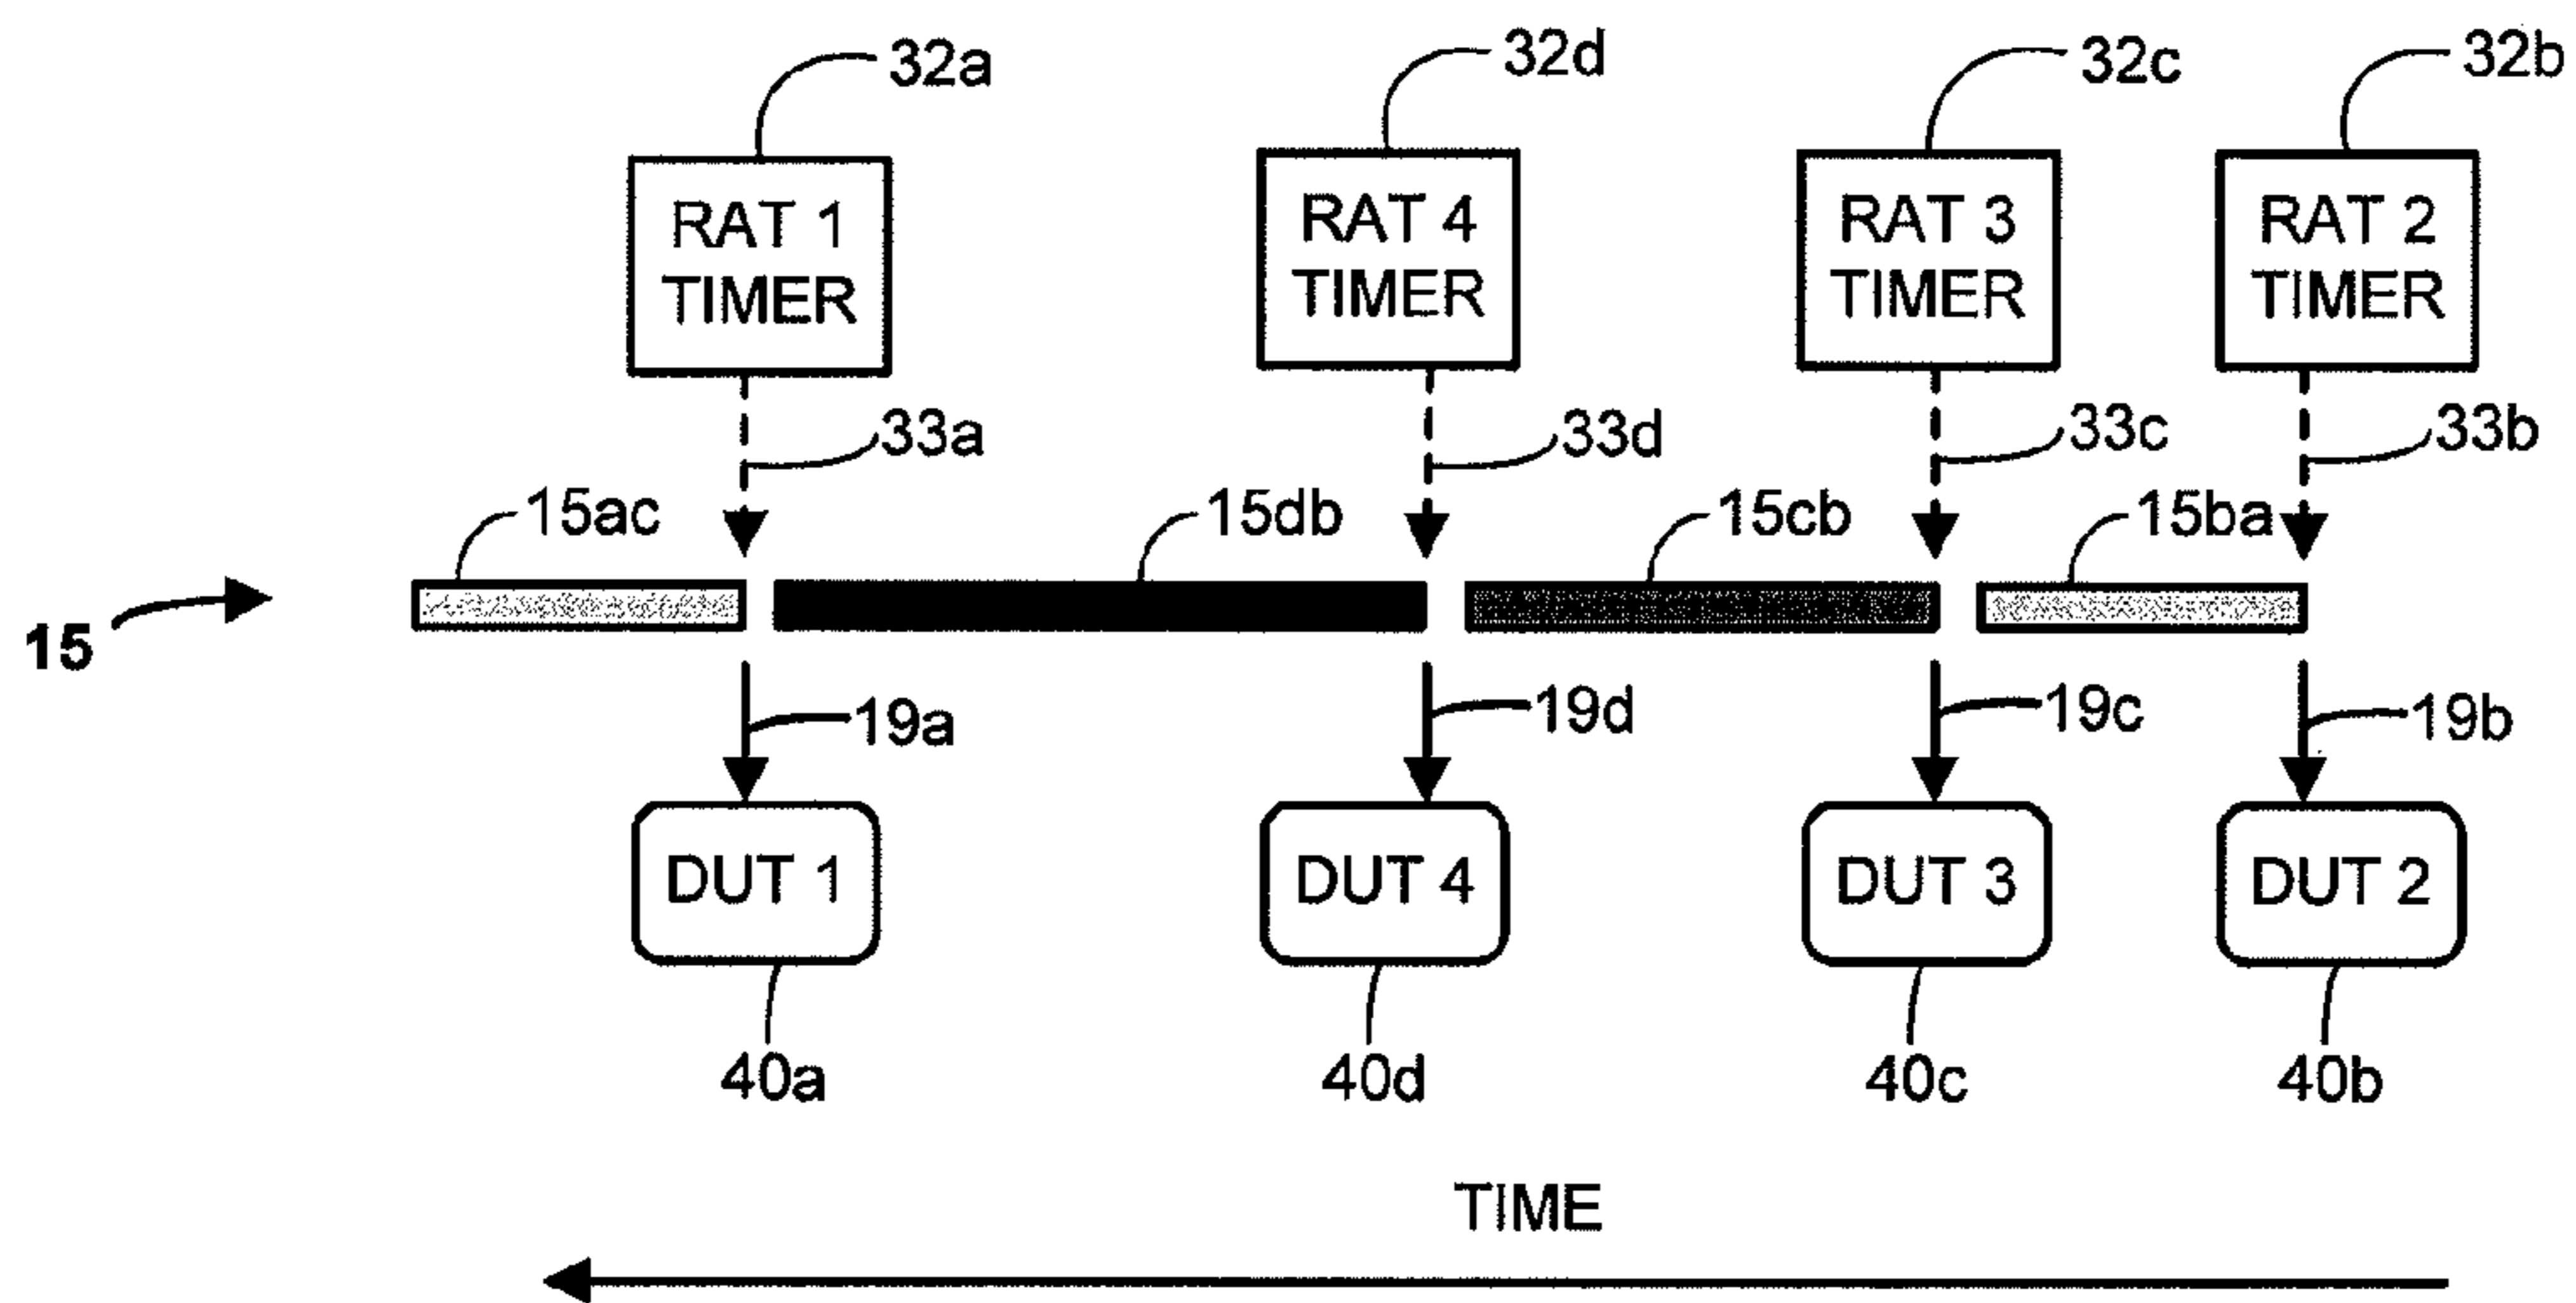 32a
32d
32c
32b
RAT 1
TIMER
RAT 4
TIMER
RAT 3
TIMER
RAT 2
TIMER
33a
33d
33c
33b
15ac
15db
15cb
15ba
15
19a
19d
19c
19b
DUT 1
DUT 4
DUT 3
DUT 2
40a
40d
40c
40b
TIME